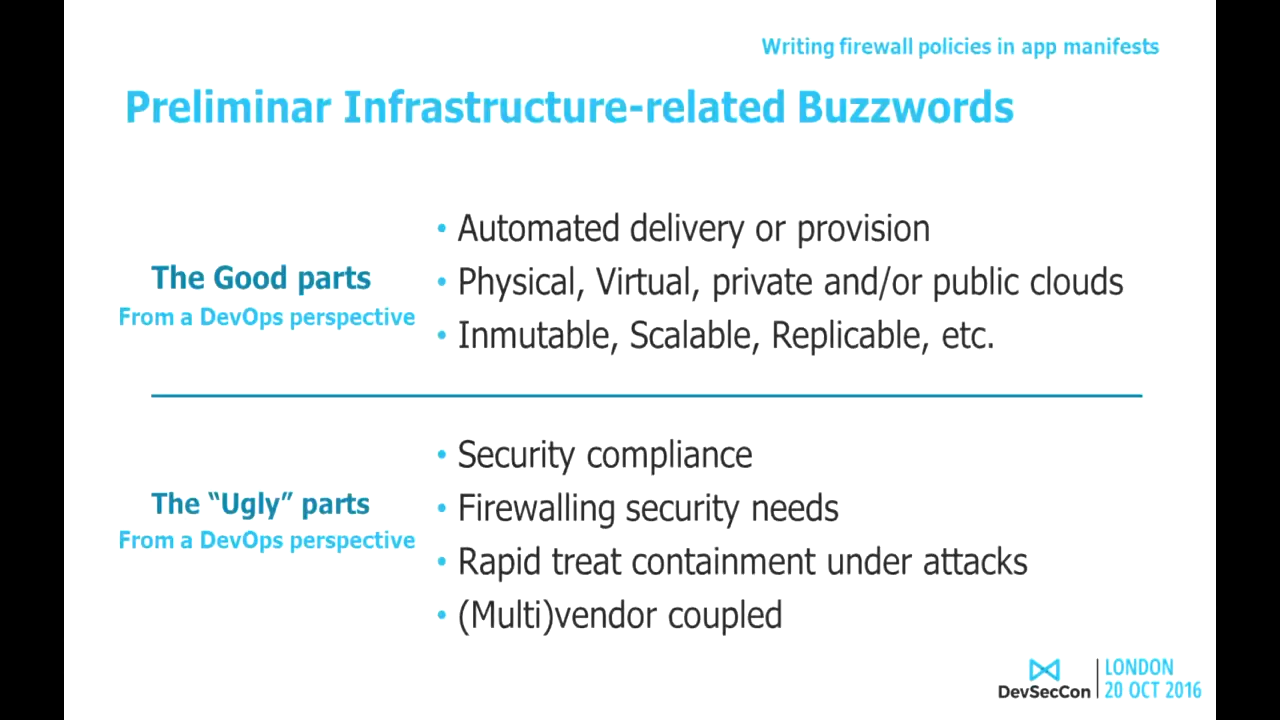 Writing firewall policies in app manifests
Preliminar Infrastructure-related Buzzwords
The Good parts
From a DevOps perspective
• Automated delivery or provision
• Physical, Virtual, private and/or public clouds
• Inmutable, Scalable, Replicable, etc.
The “Ugly” parts
From a DevOps perspective
• Security compliance
• Firewalling security needs
• Rapid treat containment under attacks
• (Multi)vendor coupled
DevSecCon
LONDON
20 OCT 2016